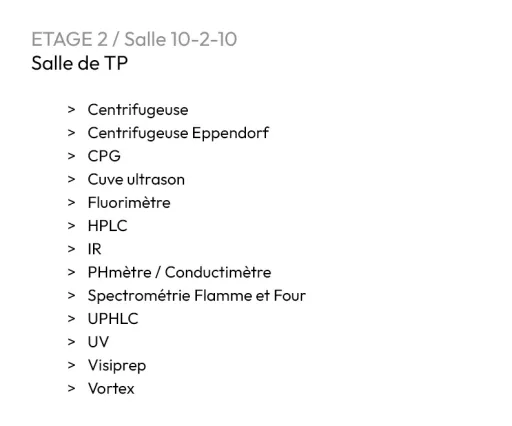 ETAGE 2 / Salle 10-2-10
Salle de TP
> Centrifugeuse
> Centrifugeuse Eppendorf
> CPG
> Cuve ultrason
> Fluorimètre
> HPLC
> IR
> PHmètre / Conductimètre
> Spectrométrie Flamme et Four
> UPHLC
> UV
> Visiprep
> Vortex